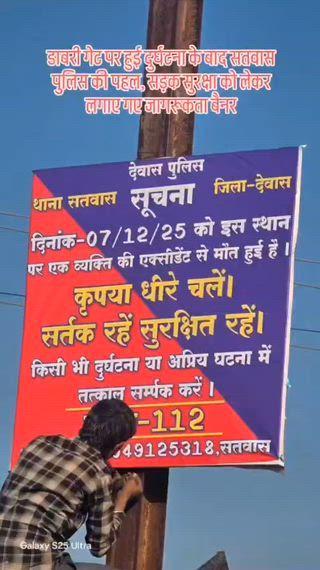 डाबरी गेट पर हुई दुर्घटना के बाद सतवास
पुलिस की पहल, सड़क सुरक्षा को लेकर
लगाए गए जागरूकता बैनर
देवास पुलिस
थाना सतवास सूचना जिला-देवास
दिनांक-07/12/25 को इस स्थान
पर एक व्यक्ति की एक्सीडेंट से मौत हुई है ।
कृपया धीरे चलें।
सर्तक रहें सुरक्षित रहें।
किसी भी दुर्घटना या अप्रिय घटना में
तत्काल सर्म्पक करें ।
-112
049125318,सतवास
Galaxy S25 Ultra